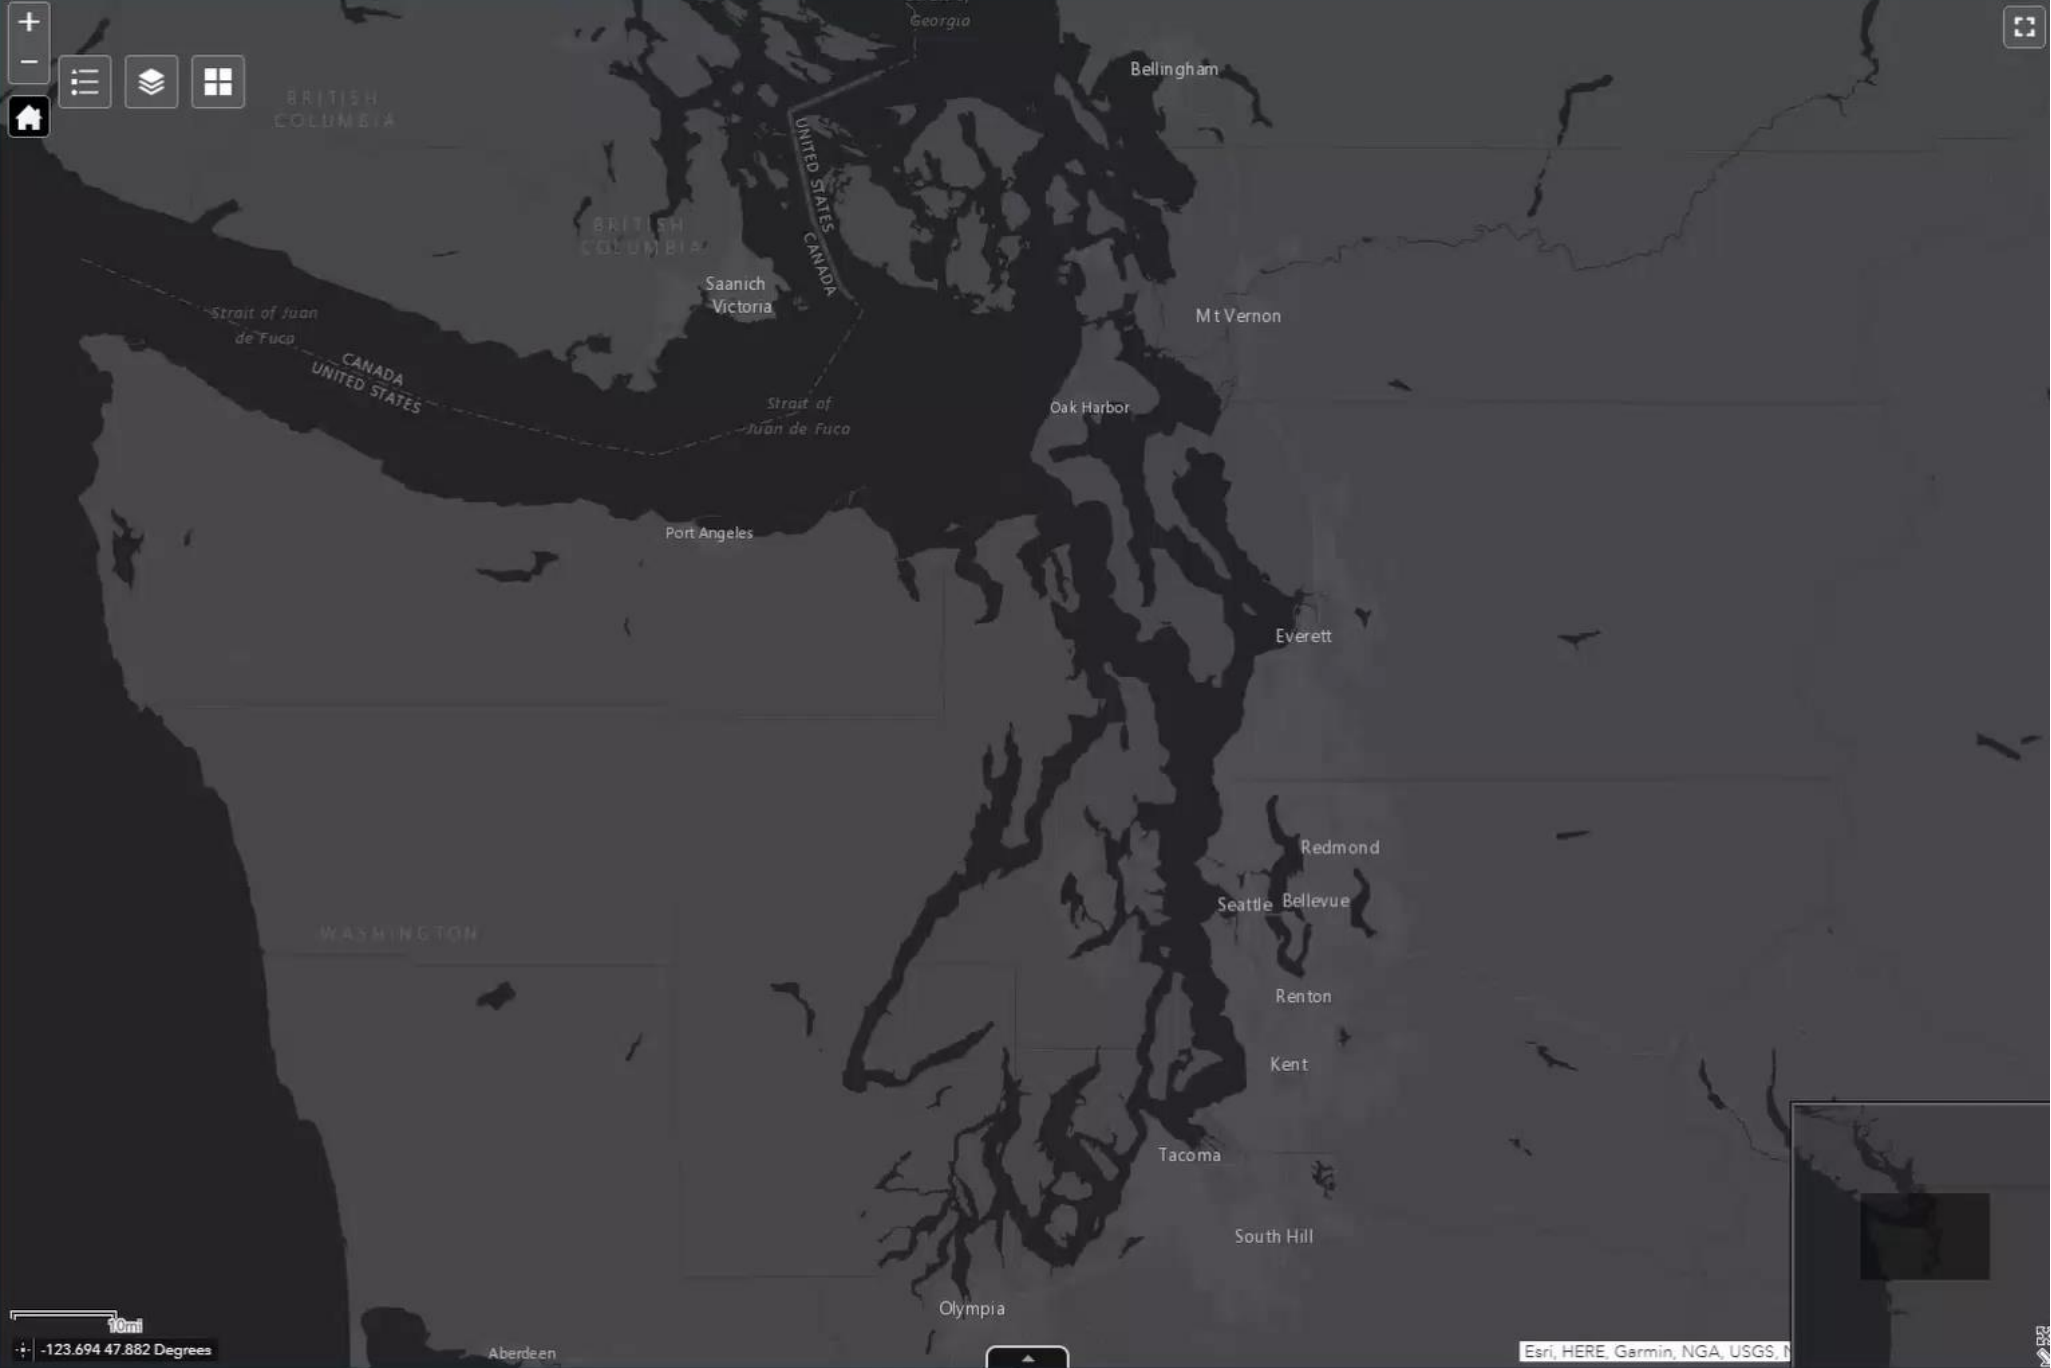 Georgia
Bellingham
BRITISH
COLUMBIA
UNITED STATES
CANADA
BRITISH
COLUMBIA
Saanich
Victoria
Strait of Juan
de Fuca
Mt Vernon
CANADA
UNITED STATES
Strait of
Juan de Fuca
Oak Harbor
Port Angeles
Everett
Redmond
Seattle
Bellevue
WASHINGTON
Renton
Kent
Tacoma
South Hill
Olympia
10mi
-123.694 47.882 Degrees
Aberdeen
Esri, HERE, Garmin, NGA, USGS,